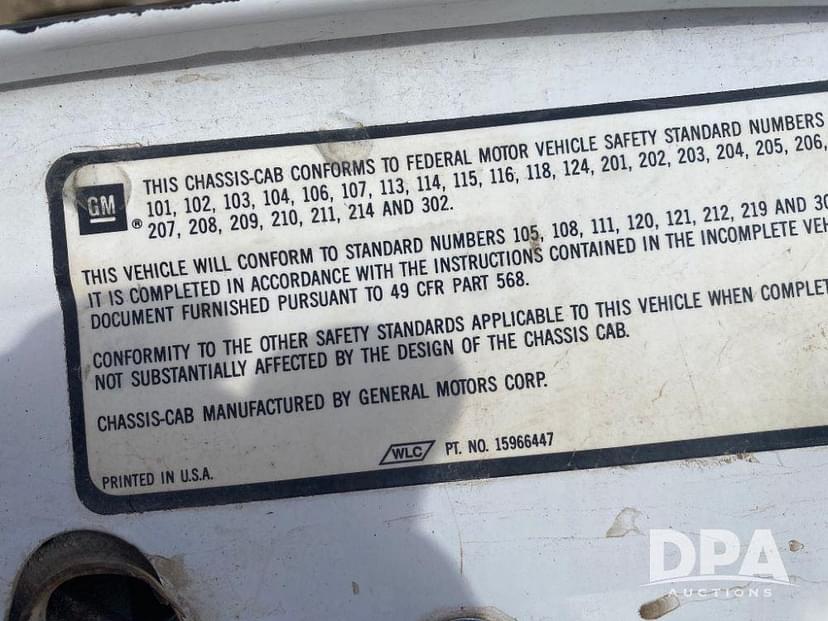 THIS CHASSIS-CAB CONFORMS TO FEDERAL MOTOR VEHICLE SAFETY STANDARD NUMBERS
101, 102, 103, 104, 106, 107, 113, 114, 115, 116, 118, 124, 201, 202, 203, 204, 205, 206,
GM ® 207, 208, 209, 210, 211, 214 AND 302.
THIS VEHICLE WILL CONFORM TO STANDARD NUMBERS 105, 108, 111, 120, 121, 212, 219 AND
IT IS COMPLETED IN ACCORDANCE WITH THE INSTRUCTIONS CONTAINED IN THE INCOMPLETE VEH
DOCUMENT FURNISHED PURSUANT TO 49 CFR PART 568.
CONFORMITY TO THE OTHER SAFETY STANDARDS APPLICABLE TO THIS VEHICLE WHEN COMPLET
NOT SUBSTANTIALLY AFFECTED BY THE DESIGN OF THE CHASSIS CAB.
CHASSIS-CAB MANUFACTURED BY GENERAL MOTORS CORP.
WLC PT. NO. 15966447
PRINTED IN U.S.A.
DPA
AUCTIONS